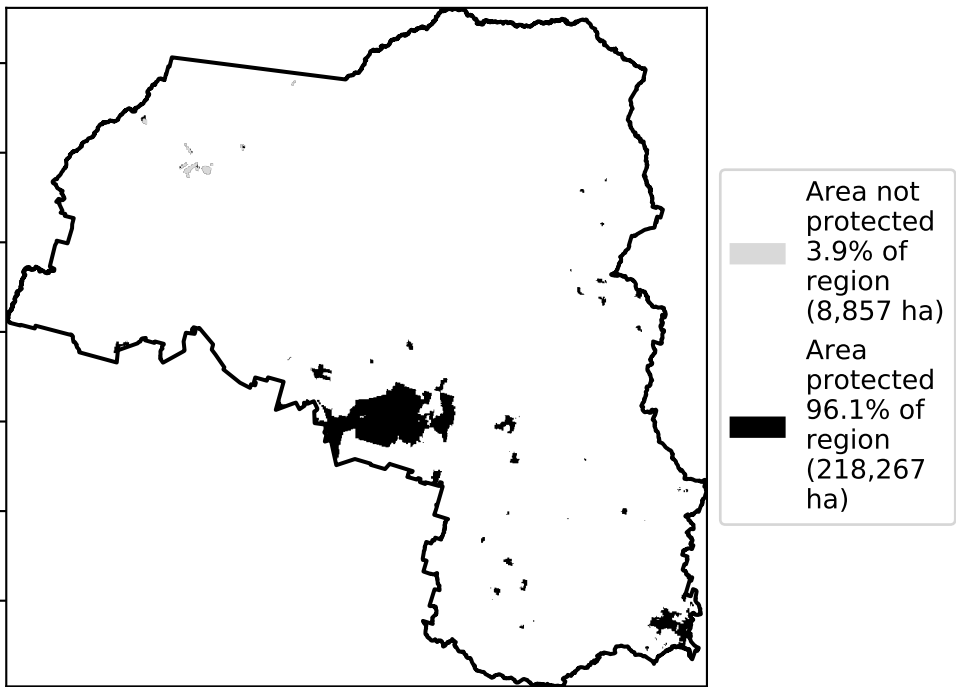 Area not
protected
3.9% of
region
(8,857 ha)
Area
protected
96.1% of
region
(218,267
ha)